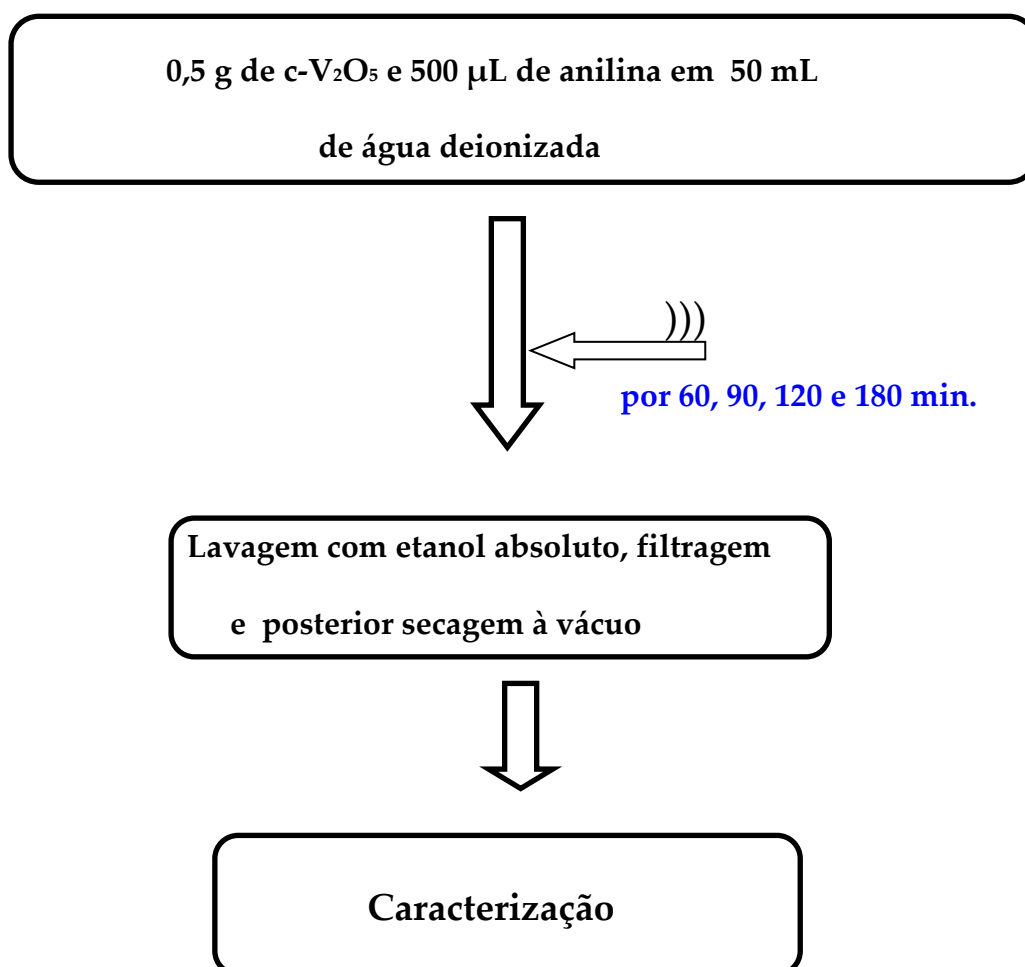 0,5 g de c-V₂O₅ e 500 µL de anilina em 50 mL
de água deionizada
)))
por 60, 90, 120 e 180 min.
Lavagem com etanol absoluto, filtragem
e posterior secagem à vácuo
Caracterização